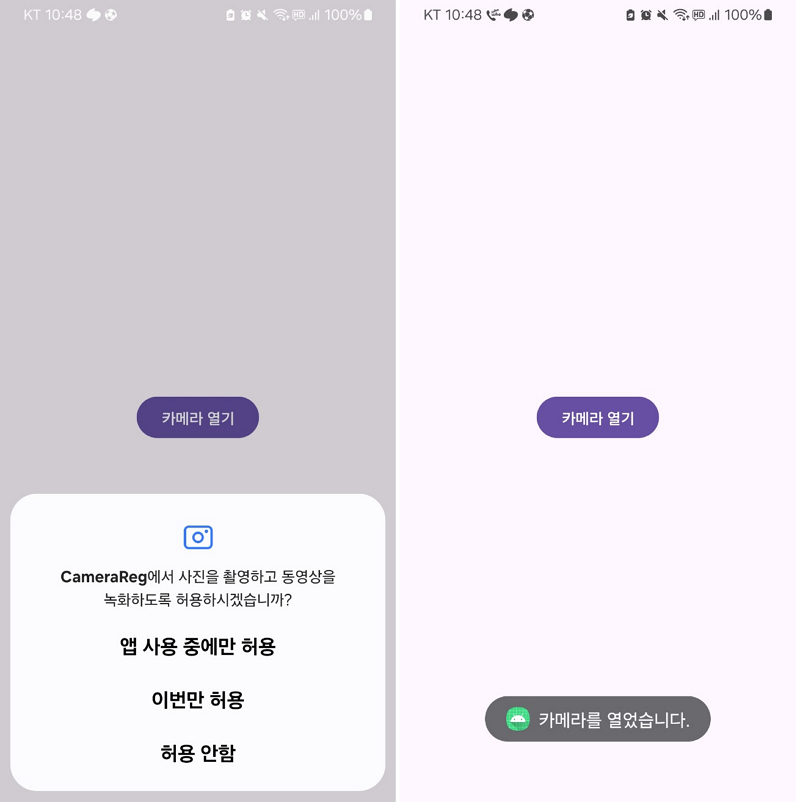 KT 10:48
100%
카메라 열기
CameraReg에서 사진을 촬영하고 동영상을
녹화하도록 허용하시겠습니까?
앱 사용 중에만 허용
이번만 허용
허용 안함
KT 10:48
HD
100%
카메라 열기
카메라를 열었습니다.